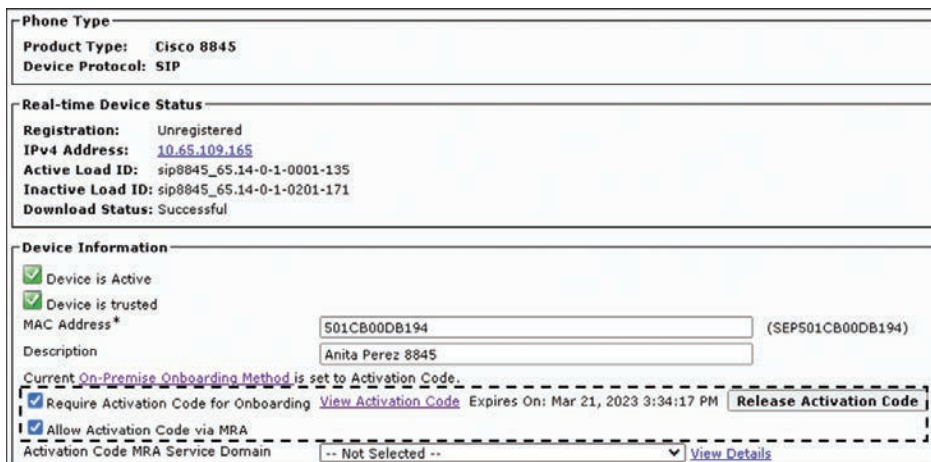 Phone Type
Product Type: Cisco 8845
Device Protocol: SIP
Real-time Device Status
Registration: Unregistered
IPv4 Address: 10.65.109.165
Active Load ID: sip8845_65.14-0-1-0001-135
Inactive Load ID: sip8845_65.14-0-1-0201-171
Download Status: Successful
Device Information
Device is Active
Device is trusted
MAC Address* 501CB00DB194 (SEP501CB00DB194)
Description Anita Perez 8845
Current On-Premise Onboarding Method is set to Activation Code.
Require Activation Code for Onboarding View Activation Code Expires On: Mar 21, 2023 3:34:17 PM Release Activation Code
Allow Activation Code via MRA
Activation Code MRA Service Domain -- Not Selected -- View Details